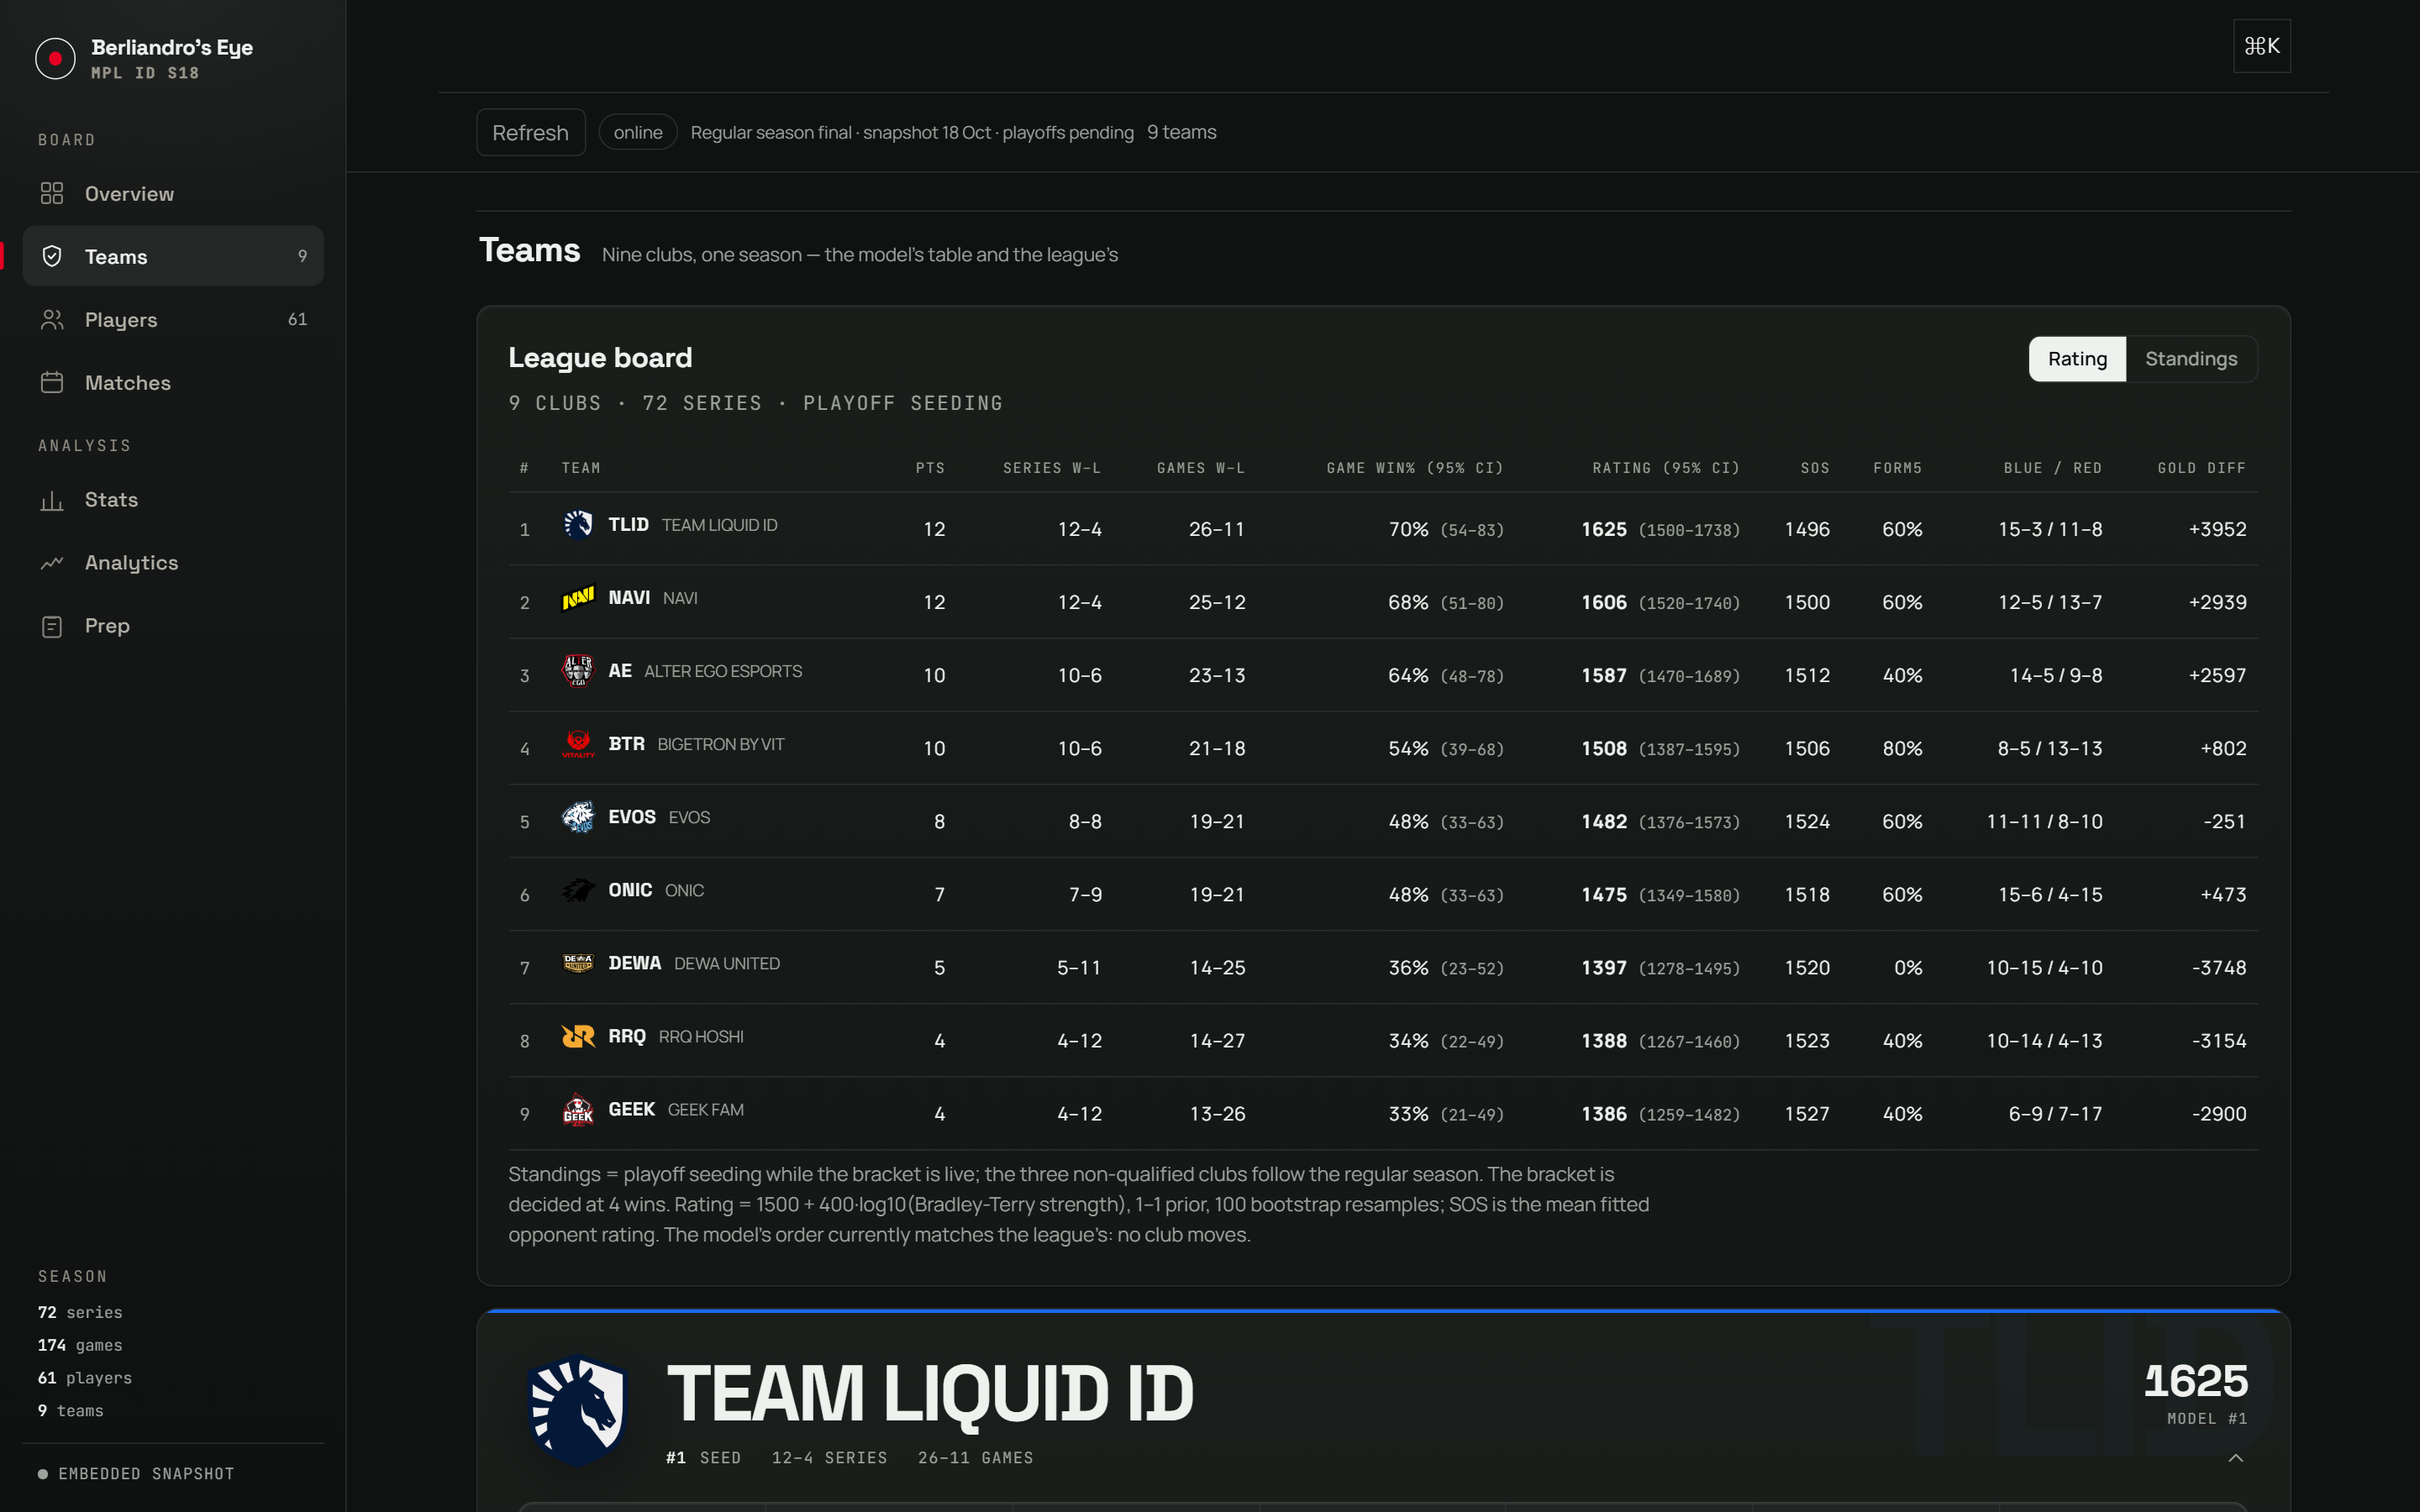 Berliandro's Eye
MPL ID S18
⌘K
Refresh online Regular season final · snapshot 18 Oct · playoffs pending 9 teams
BOARD
Overview
Teams 9
Players 61
Matches
ANALYSIS
Stats
Analytics
Prep
SEASON
72 series
174 games
61 players
9 teams
EMBEDDED SNAPSHOT
Teams Nine clubs, one season — the model's table and the league's
League board
Rating Standings
9 CLUBS · 72 SERIES · PLAYOFF SEEDING
# TEAM PTS SERIES W–L GAMES W–L GAME WIN% (95% CI) RATING (95% CI) SOS FORM5 BLUE / RED GOLD DIFF
1 TLID TEAM LIQUID ID 12 12–4 26–11 70% (54–83) 1625 (1500–1738) 1496 60% 15–3 / 11–8 +3952
2 NAVI NAVI 12 12–4 25–12 68% (51–80) 1606 (1520–1740) 1500 60% 12–5 / 13–7 +2939
3 AE ALTER EGO ESPORTS 10 10–6 23–13 64% (48–78) 1587 (1470–1689) 1512 40% 14–5 / 9–8 +2597
4 BTR BIGETRON BY VIT 10 10–6 21–18 54% (39–68) 1508 (1387–1595) 1506 80% 8–5 / 13–13 +802
5 EVOS EVOS 8 8–8 19–21 48% (33–63) 1482 (1376–1573) 1524 60% 11–11 / 8–10 -251
6 ONIC ONIC 7 7–9 19–21 48% (33–63) 1475 (1349–1580) 1518 60% 15–6 / 4–15 +473
7 DEWA DEWA UNITED 5 5–11 14–25 36% (23–52) 1397 (1278–1495) 1520 0% 10–15 / 4–10 -3748
8 RRQ RRQ HOSHI 4 4–12 14–27 34% (22–49) 1388 (1267–1460) 1523 40% 10–14 / 4–13 -3154
9 GEEK GEEK FAM 4 4–12 13–26 33% (21–49) 1386 (1259–1482) 1527 40% 6–9 / 7–17 -2900
Standings = playoff seeding while the bracket is live; the three non-qualified clubs follow the regular season. The bracket is
decided at 4 wins. Rating = 1500 + 400·log10(Bradley-Terry strength), 1–1 prior, 100 bootstrap resamples; SOS is the mean fitted
opponent rating. The model's order currently matches the league's: no club moves.
TLID
TEAM LIQUID ID
1625
MODEL #1
#1 SEED 12–4 SERIES 26–11 GAMES